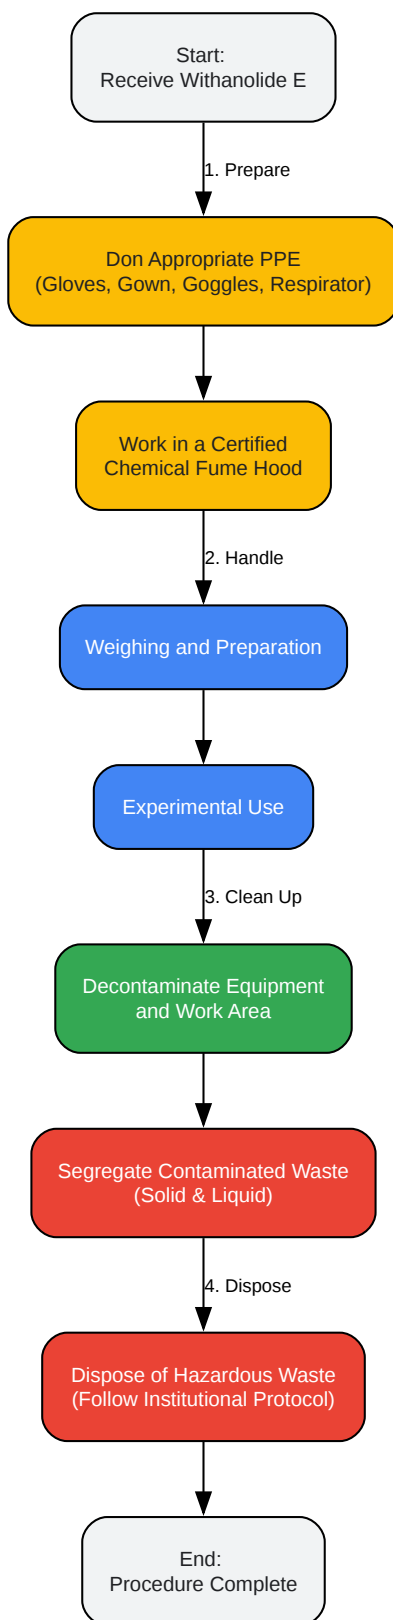 Start:
Receive Withanolide E
1. Prepare
Don Appropriate PPE
(Gloves, Gown, Goggles, Respirator)
Work in a Certified
Chemical Fume Hood
2. Handle
Weighing and Preparation
Experimental Use
3. Clean Up
Decontaminate Equipment
and Work Area
Segregate Contaminated Waste
(Solid & Liquid)
4. Dispose
Dispose of Hazardous Waste
(Follow Institutional Protocol)
End:
Procedure Complete